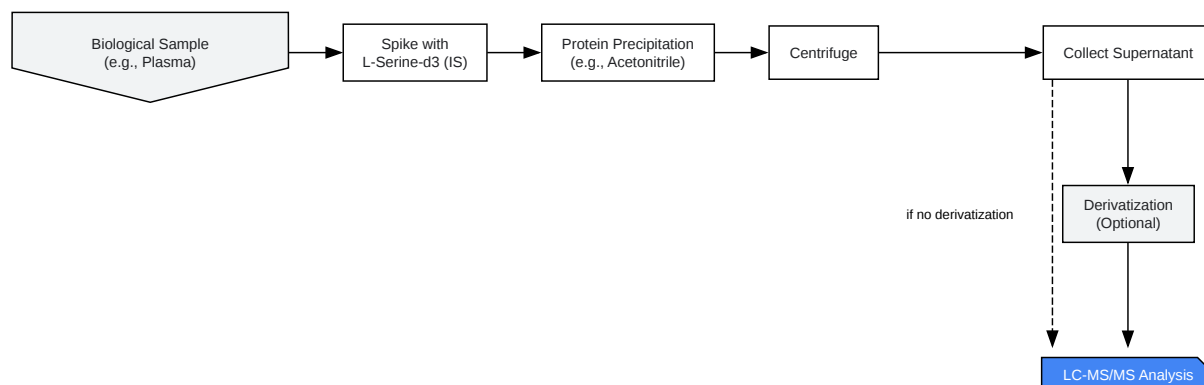 Biological Sample
(e.g., Plasma)
Spike with
L-Serine-d3 (IS)
Protein Precipitation
(e.g., Acetonitrile)
Centrifuge
Collect Supernatant
if no derivatization
Derivatization
(Optional)
LC-MS/MS Analysis